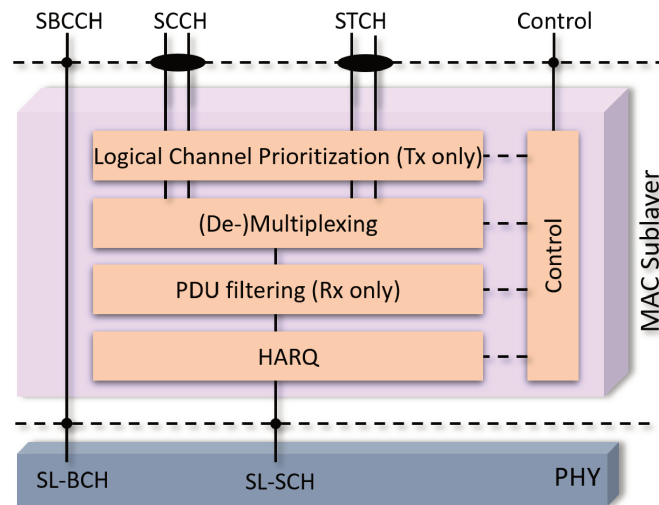 SBCCH SCCH STCH Control
Logical Channel Prioritization (Tx only)
(De-)Multiplexing
PDU filtering (Rx only)
HARQ
Control
MAC Sublayer
SL-BCH SL-SCH PHY